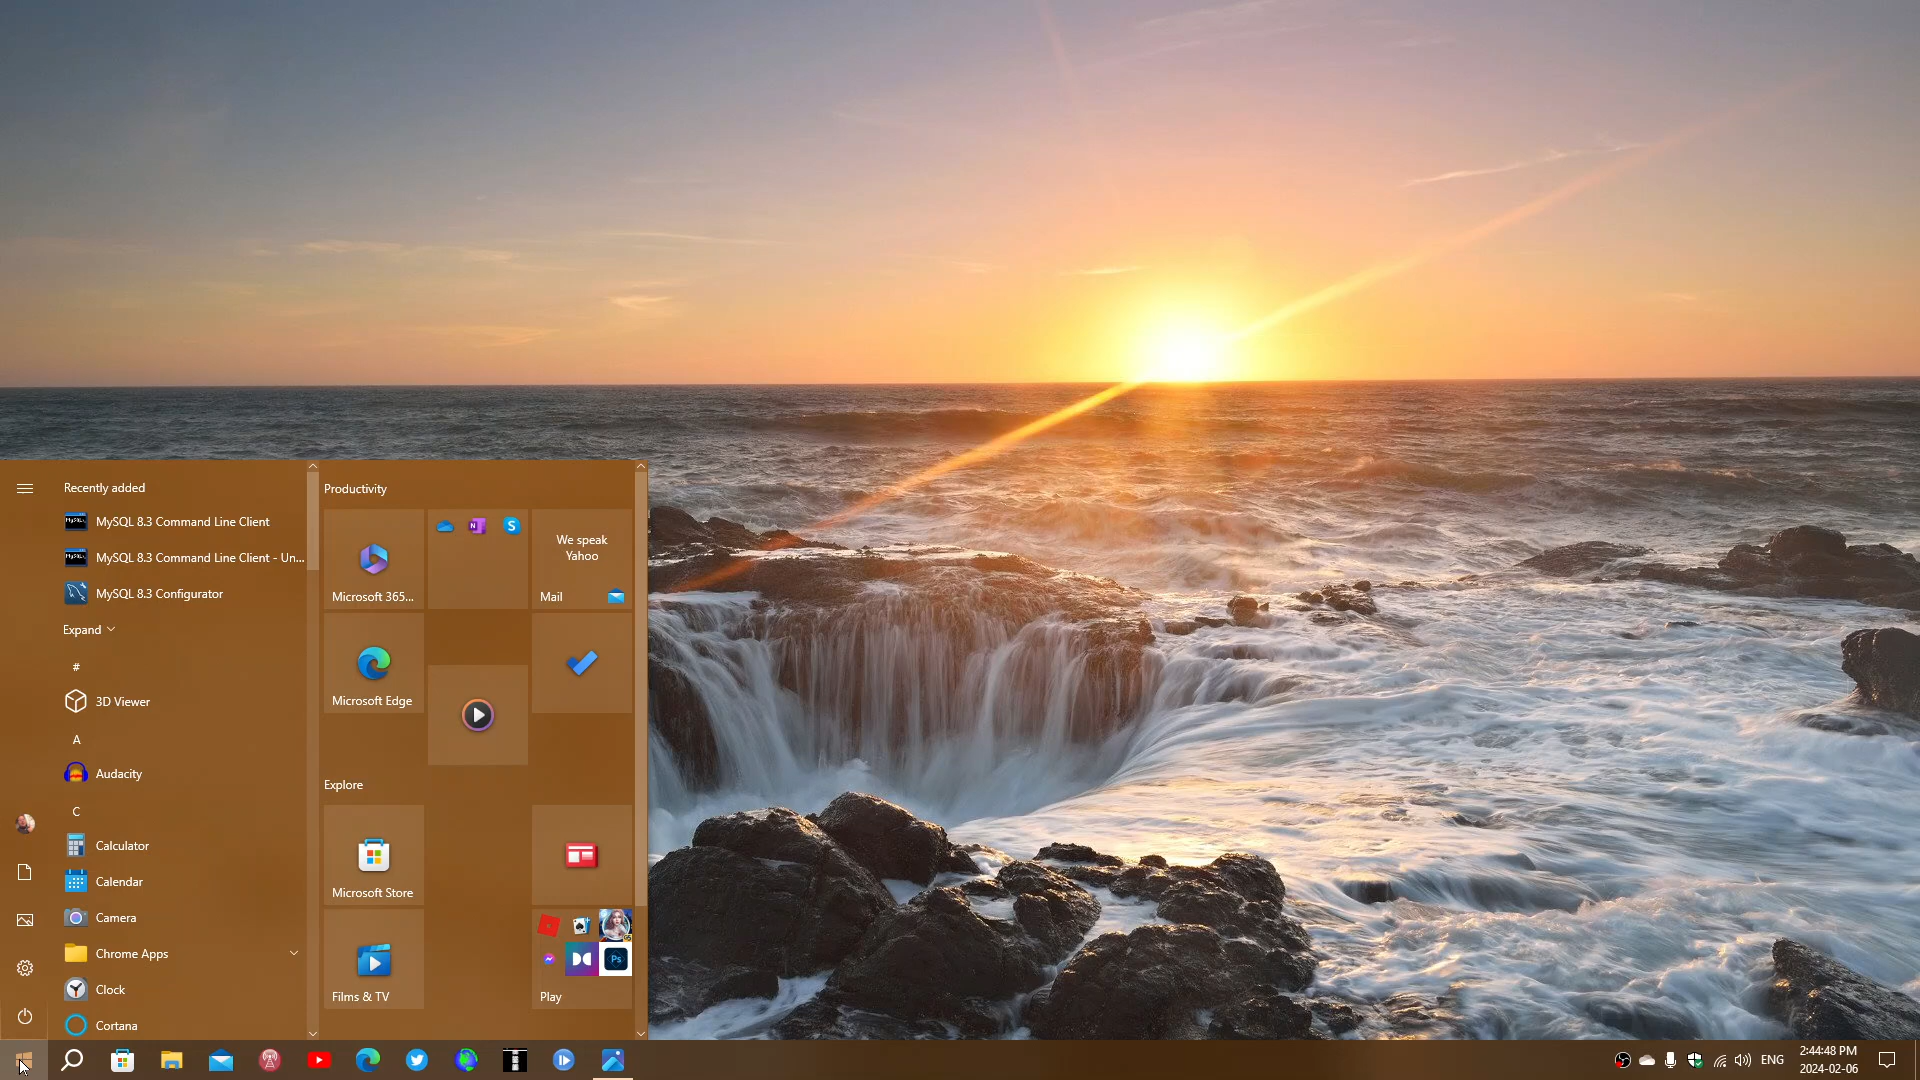 Recently added
MySQL 8.3 Command Line Client
MySQL 8.3 Command Line Client - Un...
MySQL 8.3 Configurator
Expand
#
3D Viewer
A
Audacity
C
Calculator
Calendar
Camera
Chrome Apps
Clock
Cortana
Productivity
Microsoft 365...
We speak
Yahoo
Mail
Microsoft Edge
Explore
Microsoft Store
Films & TV
Ps
Play
ENG
2:44:48 PM
2024-02-06